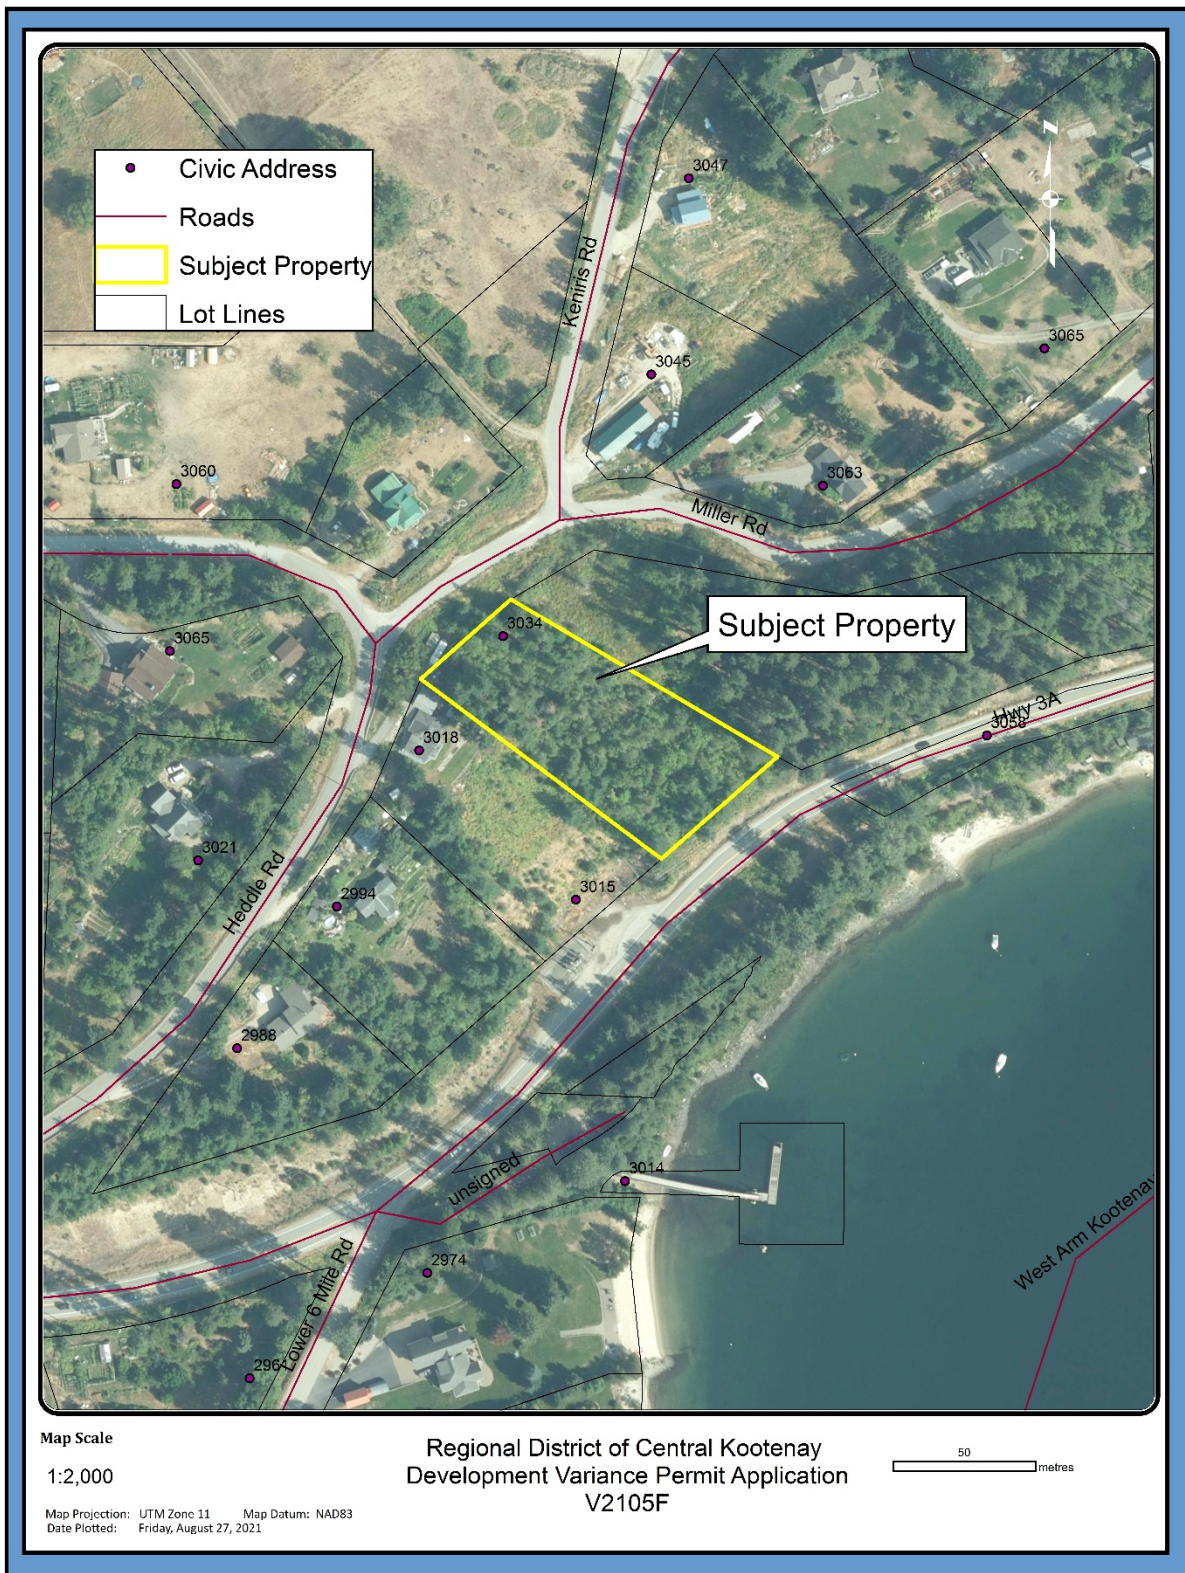 Civic Address
Roads
Subject Property
Lot Lines
N
3047
Keniris Rd
3065
3045
3060
3063
Miller Rd
Subject Property
3034
3065
Hwy 3A
3058
3018
3021
Heddle Rd
2994
3015
2988
unsigned
3014
West Arm Kootenay
2974
Lower 6 Mile Rd
2961
Map Scale
1:2,000
Regional District of Central Kootenay
Development Variance Permit Application
V2105F
50
metres
Map Projection: UTM Zone 11 Map Datum: NAD83
Date Plotted: Friday, August 27, 2021